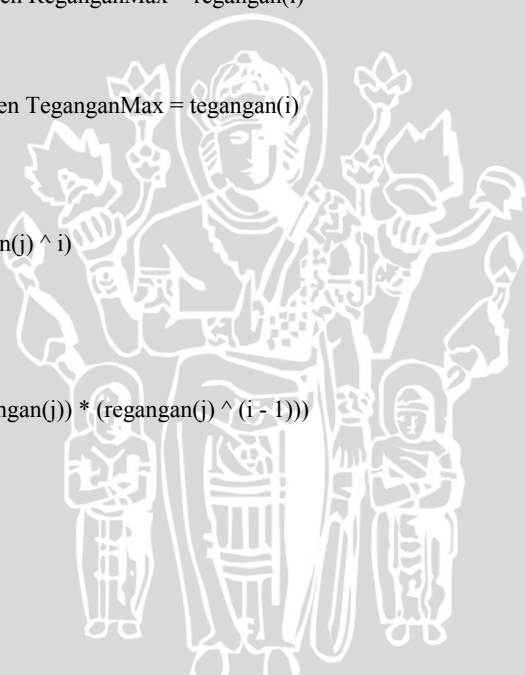 en ReganganMax = regangan(i)
en TeganganMax = tegangan(i)
n(j) ^ i)
ngan(j)) * (regangan(j) ^ (i - 1)))